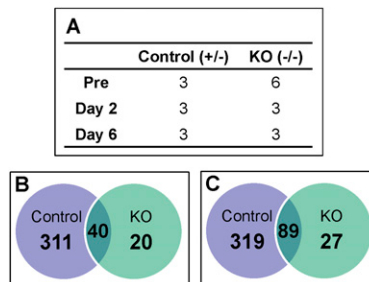 A
Control (+/-) KO (-/-)
Pre 3 6
Day 2 3 3
Day 6 3 3
B
Control KO
311 40 20
C
Control KO
319 89 27